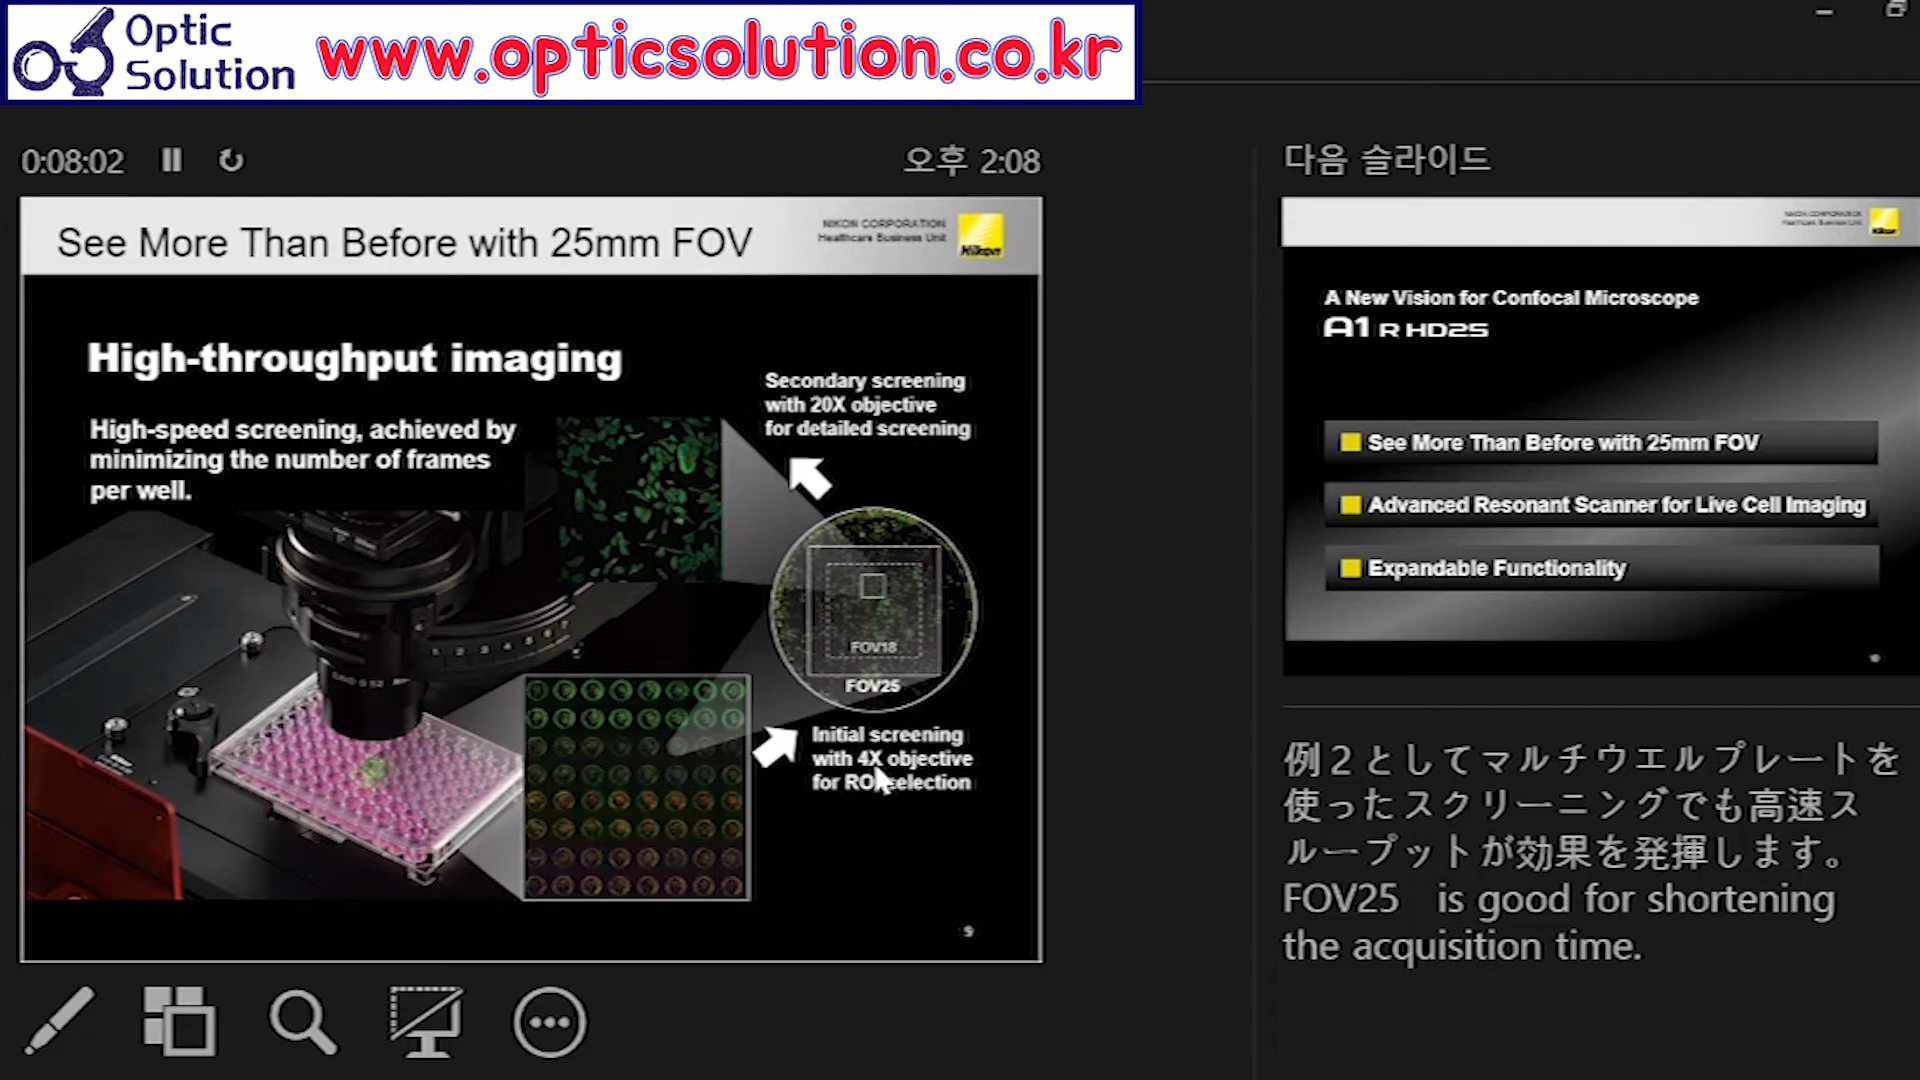 Optic
Solution
www.opticsolution.co.kr
0:08:02
오후 2:08
다음 슬라이드
See More Than Before with 25mm FOV
NIKON CORPORATION
Healthcare Business Unit
Nikon
High-throughput imaging
High-speed screening, achieved by
minimizing the number of frames
per well.
Secondary screening
with 20X objective
for detailed screening
FOV18
FOV25
Initial screening
with 4X objective
for ROI selection
9
NIKON CORPORATION
Healthcare Business Unit
Nikon
A New Vision for Confocal Microscope
A1 R HD25
See More Than Before with 25mm FOV
Advanced Resonant Scanner for Live Cell Imaging
Expandable Functionality
例２としてマルチウエルプレートを
使ったスクリーニングでも高速ス
ループットが効果を発揮します。
FOV25　is good for shortening
the acquisition time.